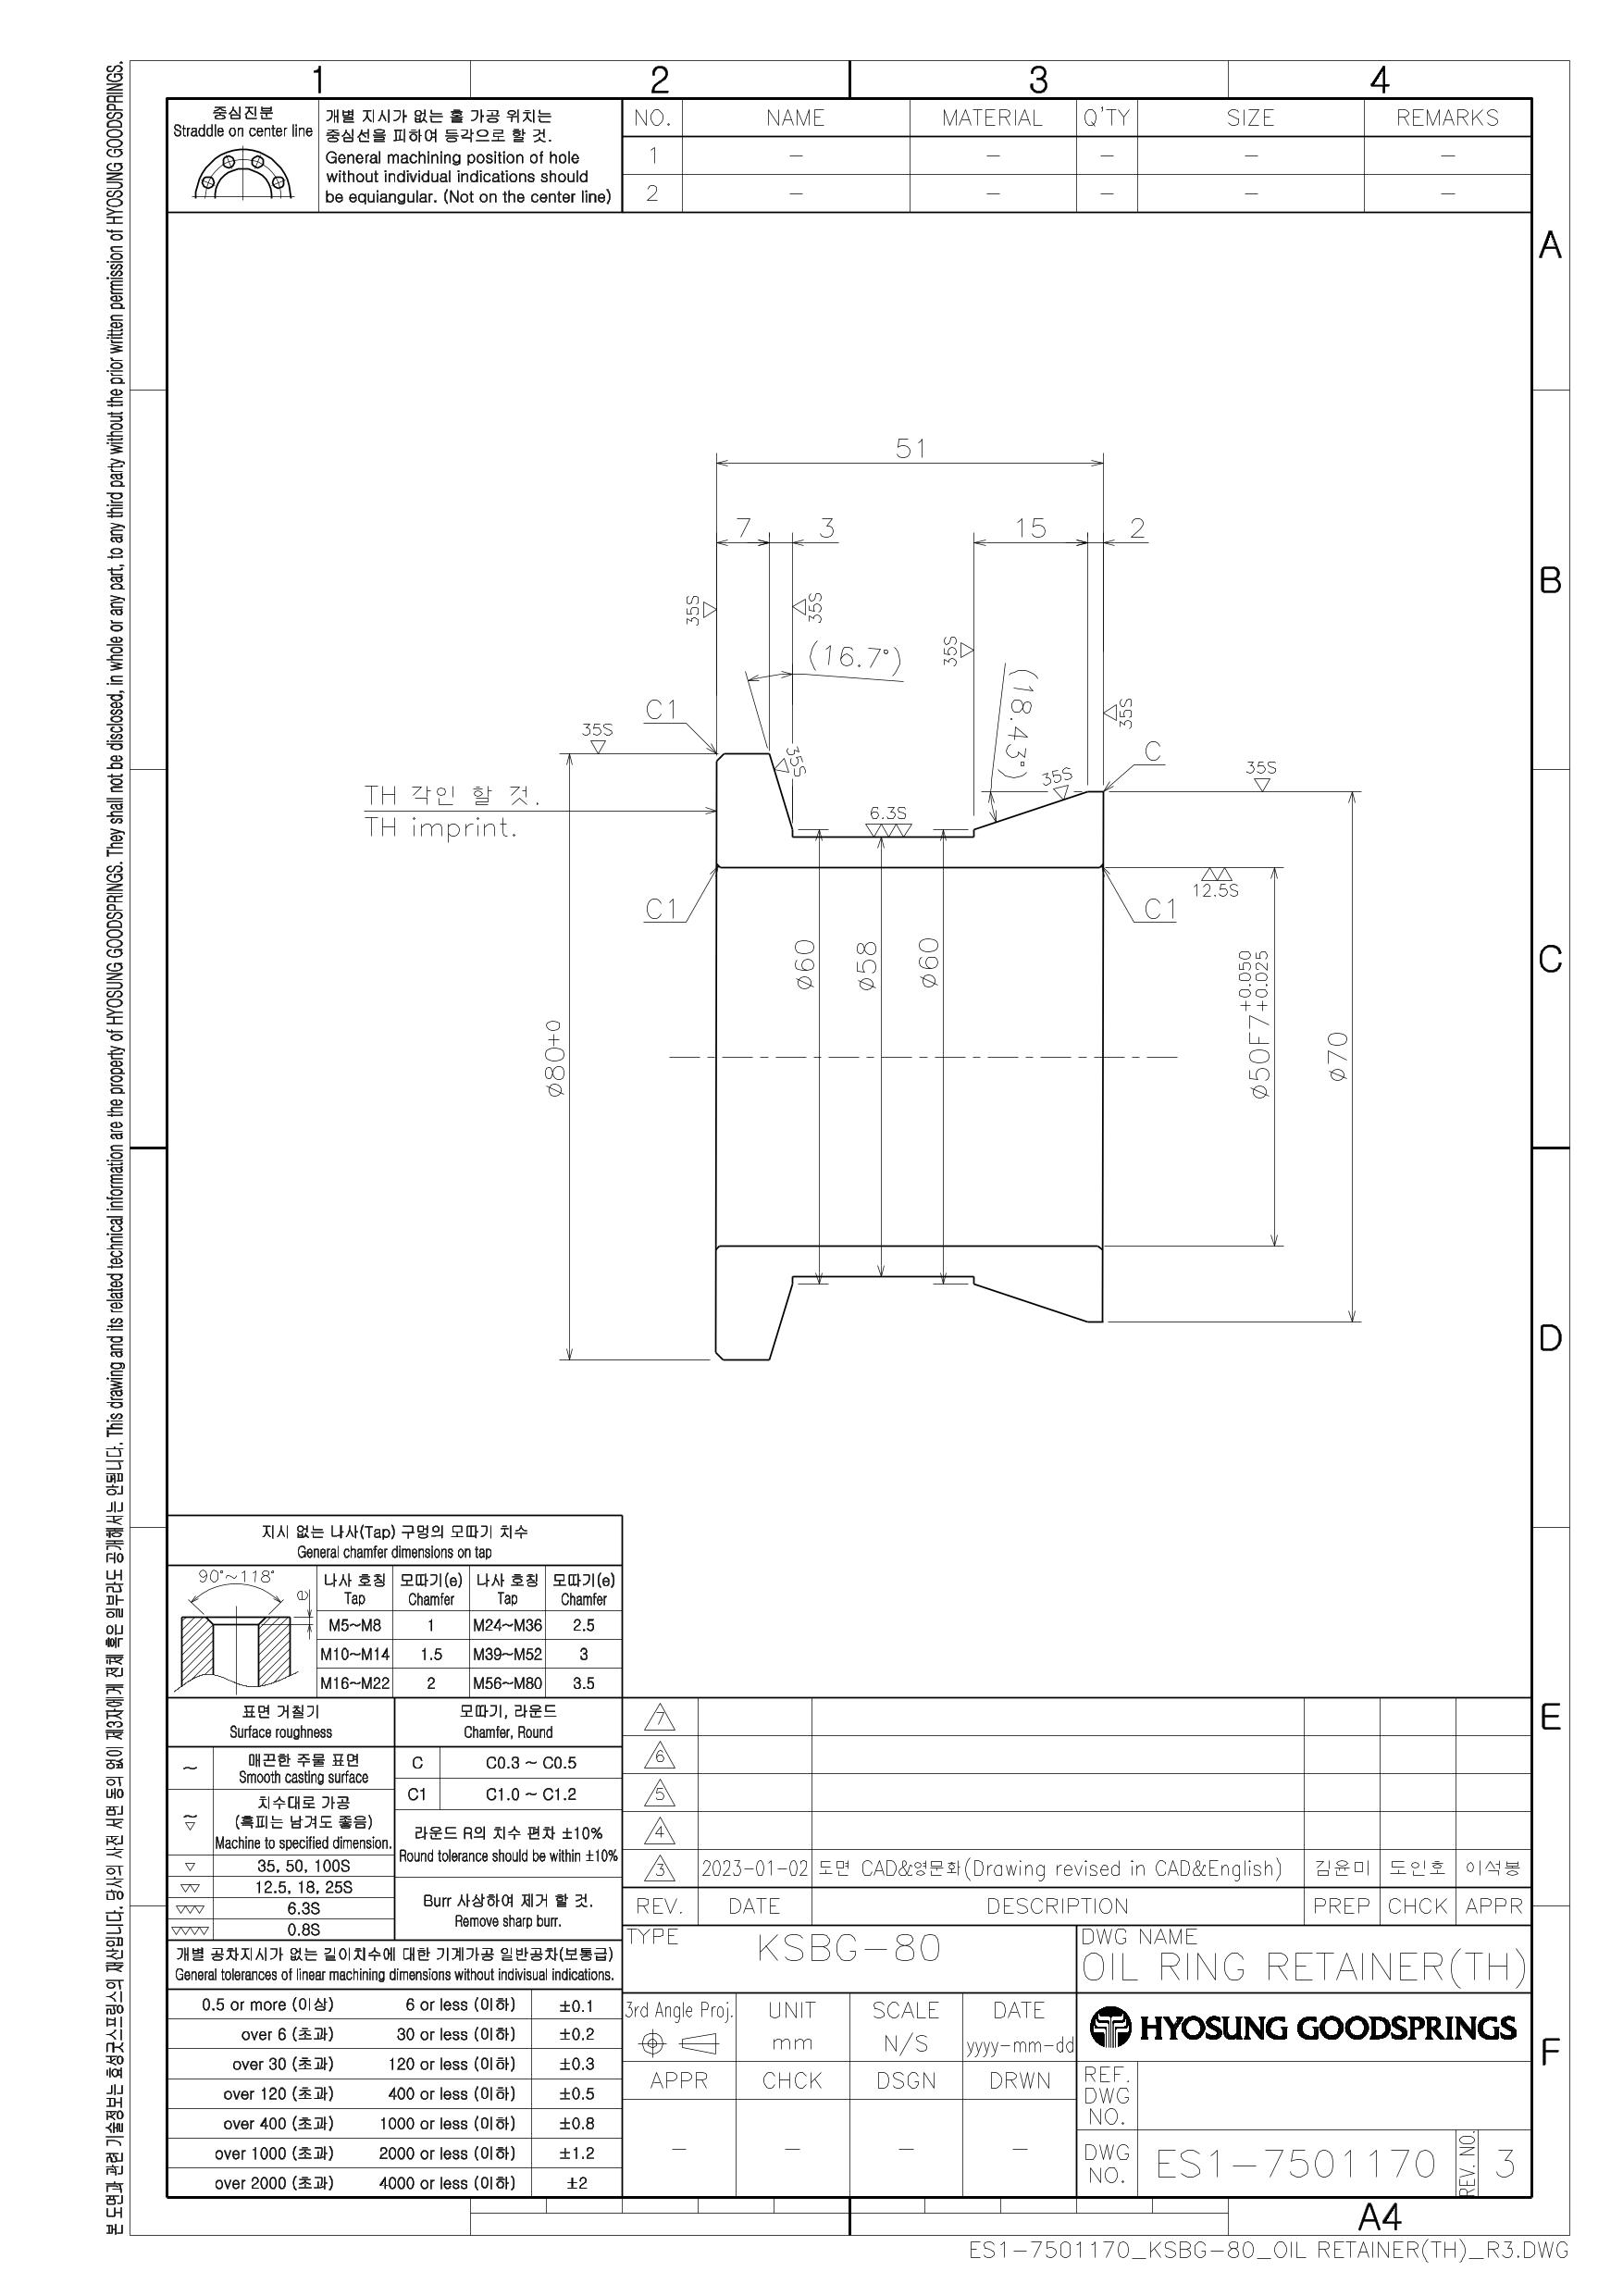 본 도면과 관련 기술정보는 효성굿스프링스의 재산입니다. 당사의 사전 서면 동의 없이 제3자에게 전체 혹은 일부라도 공개해서는 안됩니다. This drawing and its related technical information are the property of HYOSUNG GOODSPRINGS. They shall not be disclosed, in whole or any part, to any third party without the prior written permission of HYOSUNG GOODSPRINGS.
1 2 3 4
중심진분
Straddle on center line
개별 지시가 없는 홀 가공 위치는
중심선을 피하여 등각으로 할 것.
General machining position of hole
without individual indications should
be equiangular. (Not on the center line)
NO. NAME MATERIAL Q'TY SIZE REMARKS
1 – – – – –
2 – – – – –
A
B
C
D
E
F
51
7 3 15 2
35S 35S
35S
(16.7°)
(18.43°)
35S
C1
35S
35S
35S
C
35S
TH 각인 할 것.
TH imprint.
6.3S
12.5S
C1
C1
ø60
ø58
ø60
ø80+0
ø50F7+0.050
+0.025
ø70
지시 없는 나사(Tap) 구멍의 모따기 치수
General chamfer dimensions on tap
90°~118°
e
나사 호칭 모따기(e) 나사 호칭 모따기(e)
Tap Chamfer Tap Chamfer
M5~M8 1 M24~M36 2.5
M10~M14 1.5 M39~M52 3
M16~M22 2 M56~M80 3.5
표면 거칠기
Surface roughness
~ 매끈한 주물 표면
Smooth casting surface
치수대로 가공
(흑피는 남겨도 좋음)
Machine to specified dimension.
35, 50, 100S
12.5, 18, 25S
6.3S
0.8S
모따기, 라운드
Chamfer, Round
C C0.3 ~ C0.5
C1 C1.0 ~ C1.2
라운드 R의 치수 편차 ±10%
Round tolerance should be within ±10%
Burr 사상하여 제거 할 것.
Remove sharp burr.
개별 공차지시가 없는 길이치수에 대한 기계가공 일반공차(보통급)
General tolerances of linear machining dimensions without indivisual indications.
0.5 or more (이상) 6 or less (이하) ±0.1
over 6 (초과) 30 or less (이하) ±0.2
over 30 (초과) 120 or less (이하) ±0.3
over 120 (초과) 400 or less (이하) ±0.5
over 400 (초과) 1000 or less (이하) ±0.8
over 1000 (초과) 2000 or less (이하) ±1.2
over 2000 (초과) 4000 or less (이하) ±2
7
6
5
4
3 2023-01-02 도면 CAD&영문화(Drawing revised in CAD&English) 김윤미 도인호 이석봉
REV. DATE DESCRIPTION PREP CHCK APPR
TYPE KSBG-80
DWG NAME
OIL RING RETAINER(TH)
3rd Angle Proj. UNIT SCALE DATE
mm N/S yyyy-mm-dd
APPR CHCK DSGN DRWN
– – – –
HYOSUNG GOODSPRINGS
REF.
DWG
NO.
DWG
NO.
ES1-7501170
REV. NO. 3
A4
ES1-7501170_KSBG-80_OIL RETAINER(TH)_R3.DWG